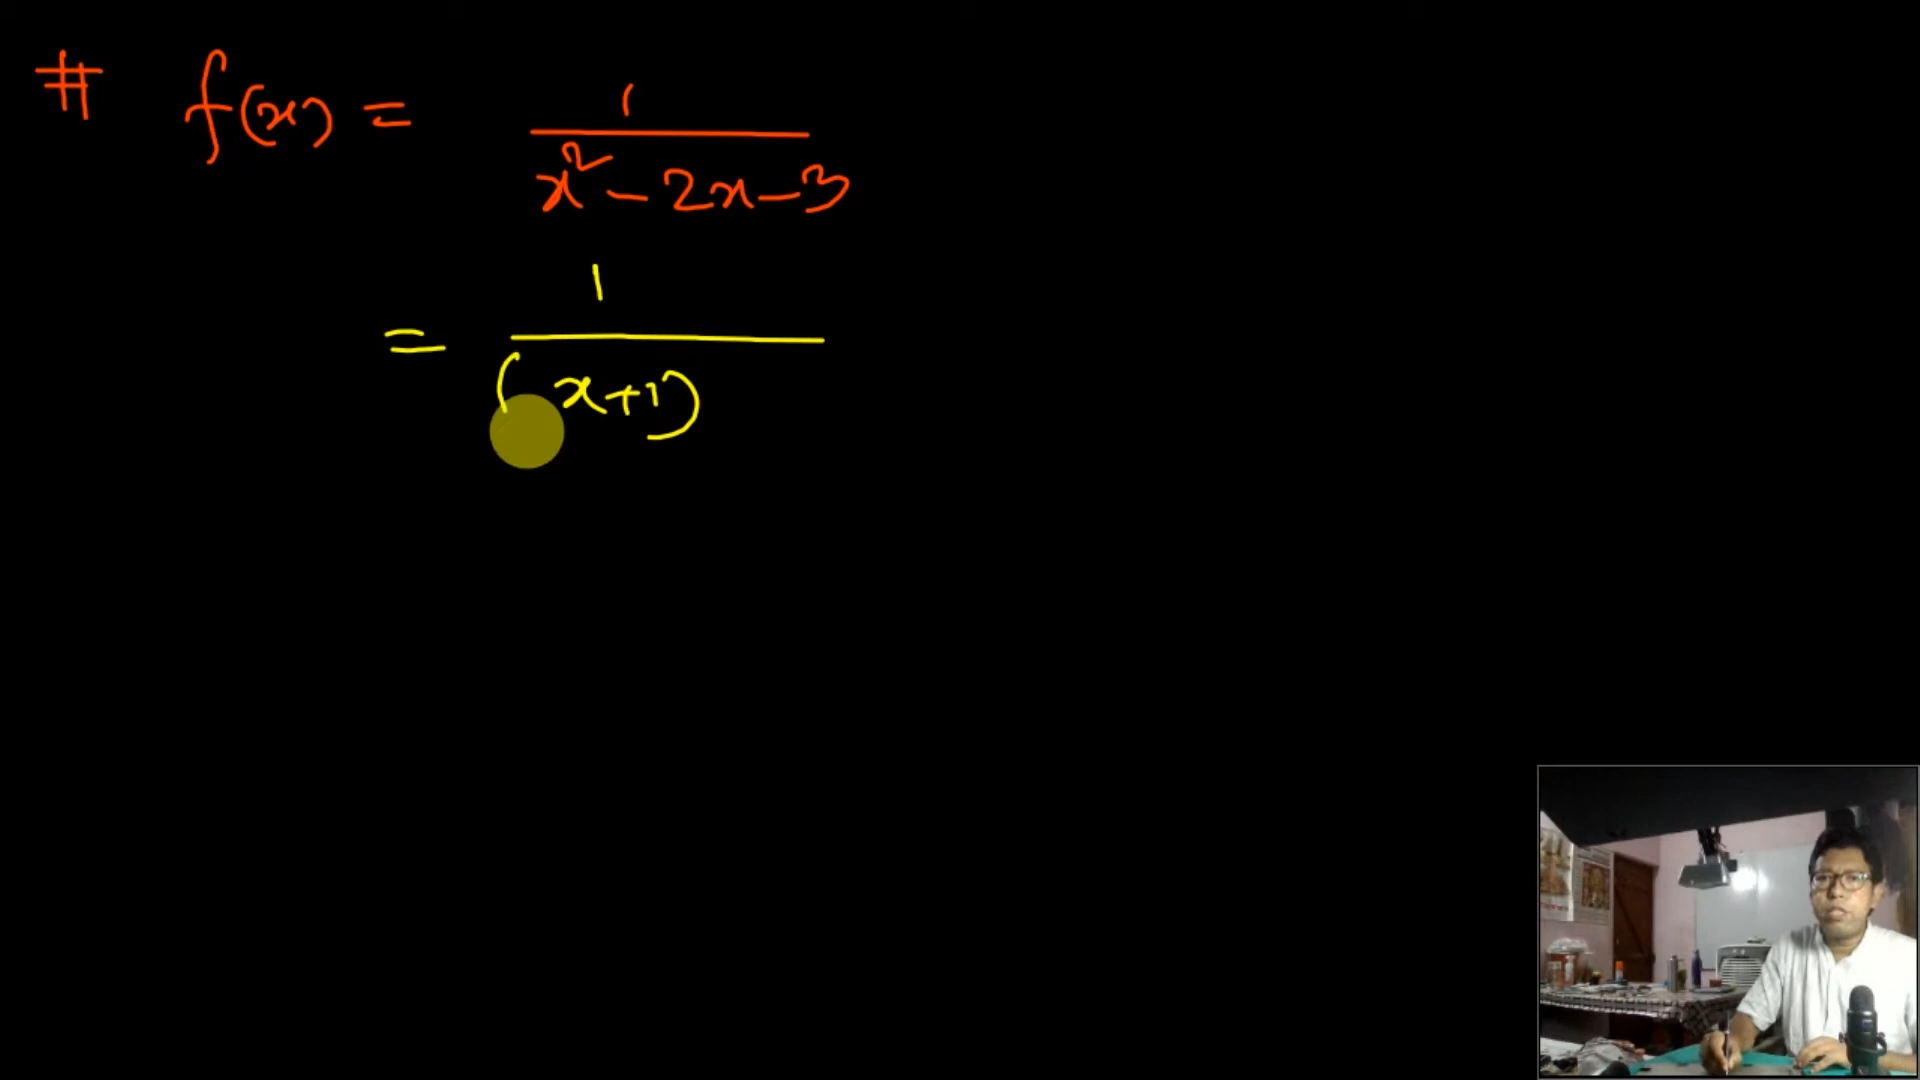 # f(x) = 1 / x² - 2x - 3
= 1 / (x+1)